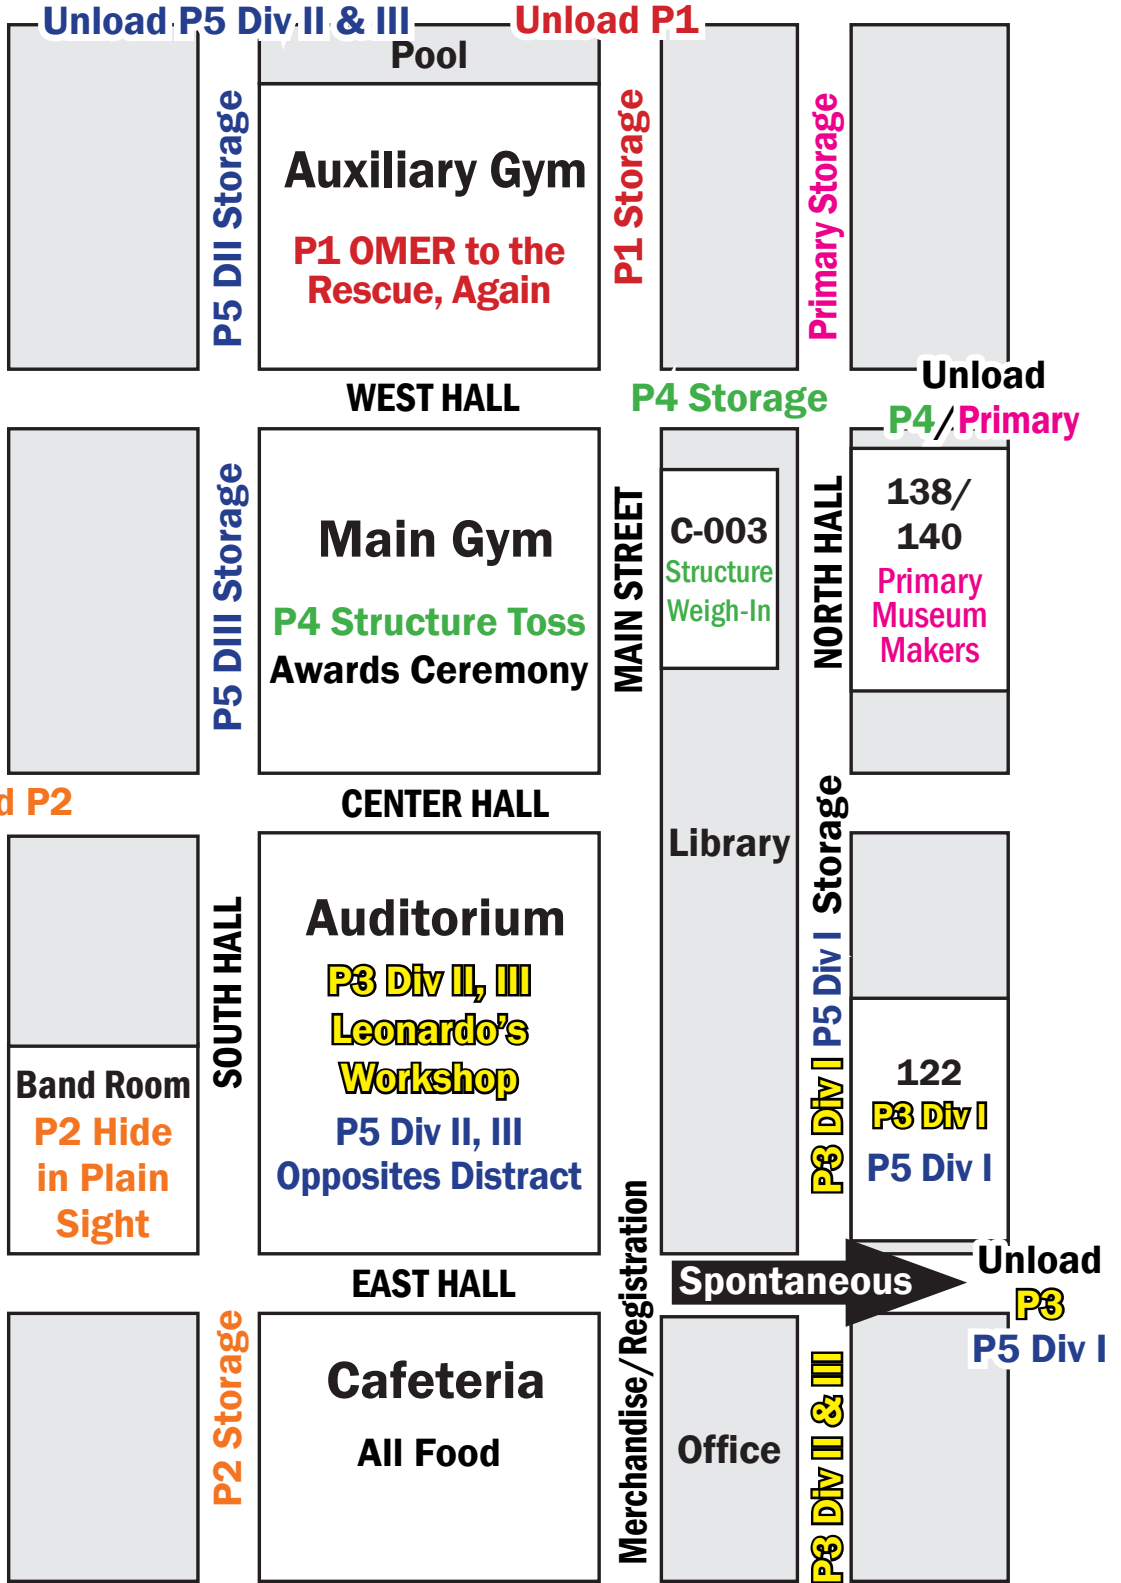 Unload P5 Div II & III
Unload P1
Pool
P5 DII Storage
Auxiliary Gym
P1 OMER to the
Rescue, Again
P1 Storage
Primary Storage
WEST HALL
P4 Storage
Unload
P4/Primary
P5 DIII Storage
Main Gym
P4 Structure Toss
Awards Ceremony
MAIN STREET
C-003
Structure
Weigh-In
NORTH HALL
138/
140
Primary
Museum
Makers
P2
CENTER HALL
Library
P3 Div I P5 Div I Storage
SOUTH HALL
Auditorium
P3 Div II, III
Leonardo's
Workshop
P5 Div II, III
Opposites Distract
Band Room
P2 Hide
in Plain
Sight
122
P3 Div I
P5 Div I
EAST HALL
Merchandise/Registration
Spontaneous
Unload
P3
P5 Div I
P2 Storage
Cafeteria
All Food
Office
P3 Div II & III